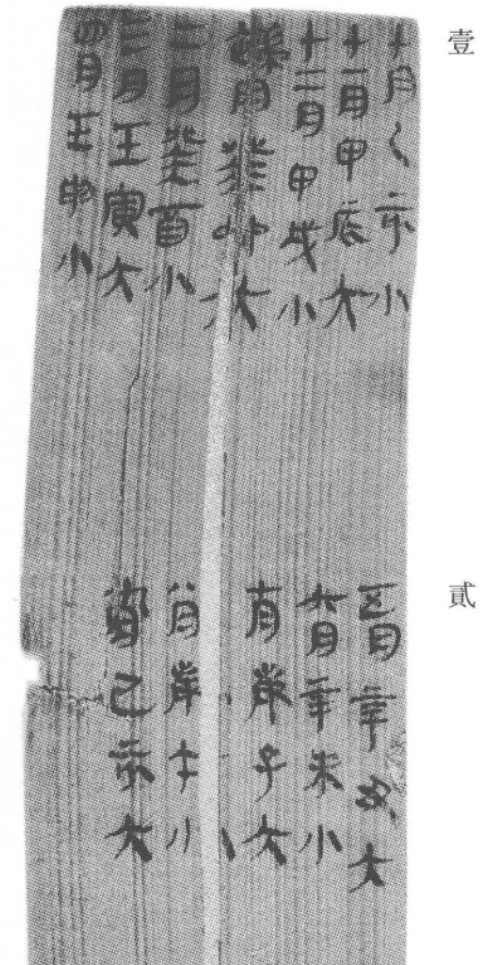 壹
十月乙亥小
十一月甲辰大
十二月甲戌小
端月癸卯大
二月癸酉小
三月壬寅大
四月壬申小
貳
五月辛丑大
六月辛未小
七月庚子大
八月庚午小
九月己亥大